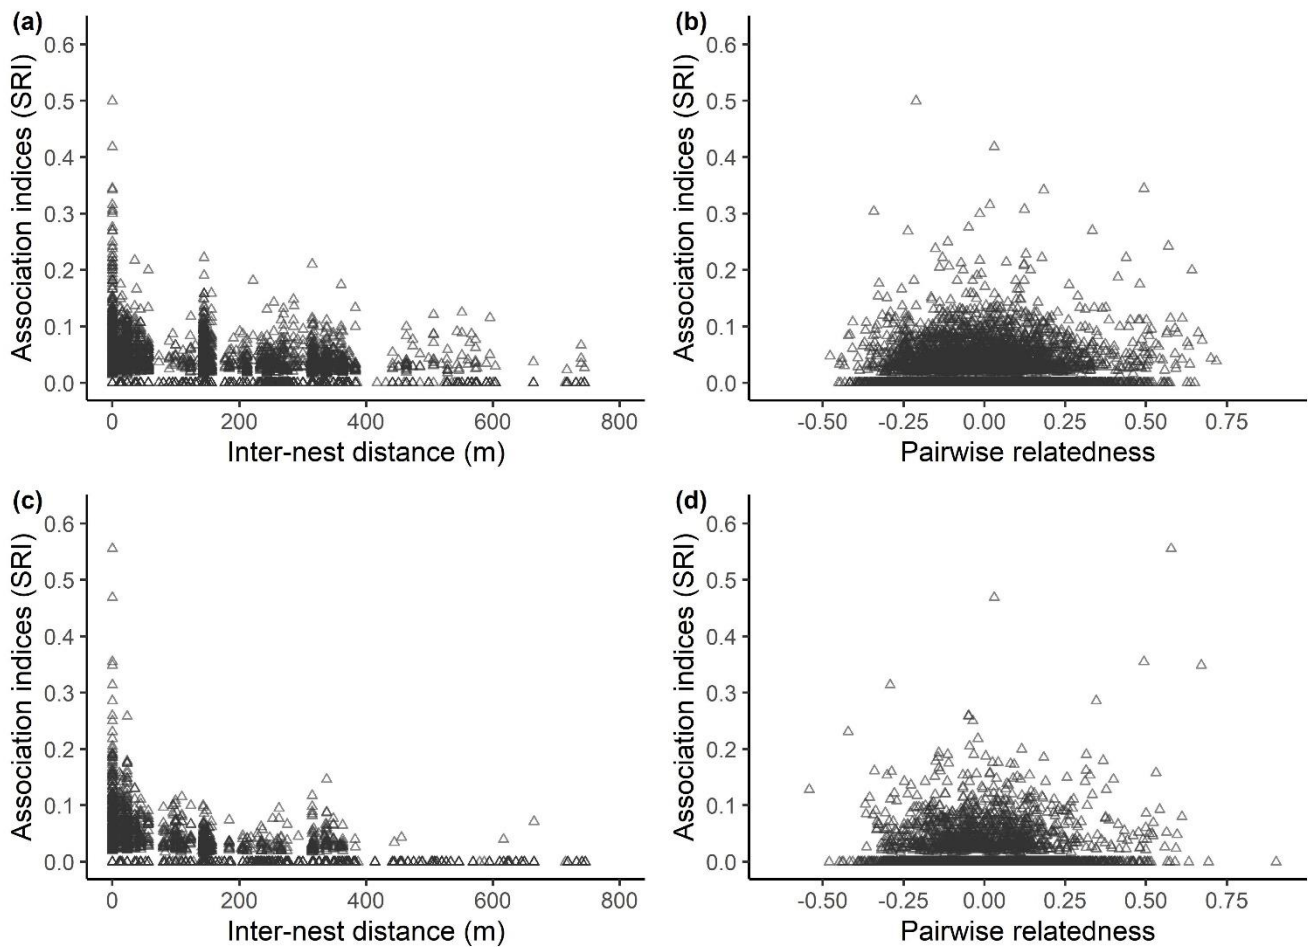 (a)
Association indices (SRI)
0.6
0.5
0.4
0.3
0.2
0.1
0.0
0 200 400 600 800
Inter-nest distance (m)
(b)
Association indices (SRI)
0.6
0.5
0.4
0.3
0.2
0.1
0.0
-0.50 -0.25 0.00 0.25 0.50 0.75
Pairwise relatedness
(c)
Association indices (SRI)
0.6
0.5
0.4
0.3
0.2
0.1
0.0
0 200 400 600 800
Inter-nest distance (m)
(d)
Association indices (SRI)
0.6
0.5
0.4
0.3
0.2
0.1
0.0
-0.50 -0.25 0.00 0.25 0.50 0.75
Pairwise relatedness